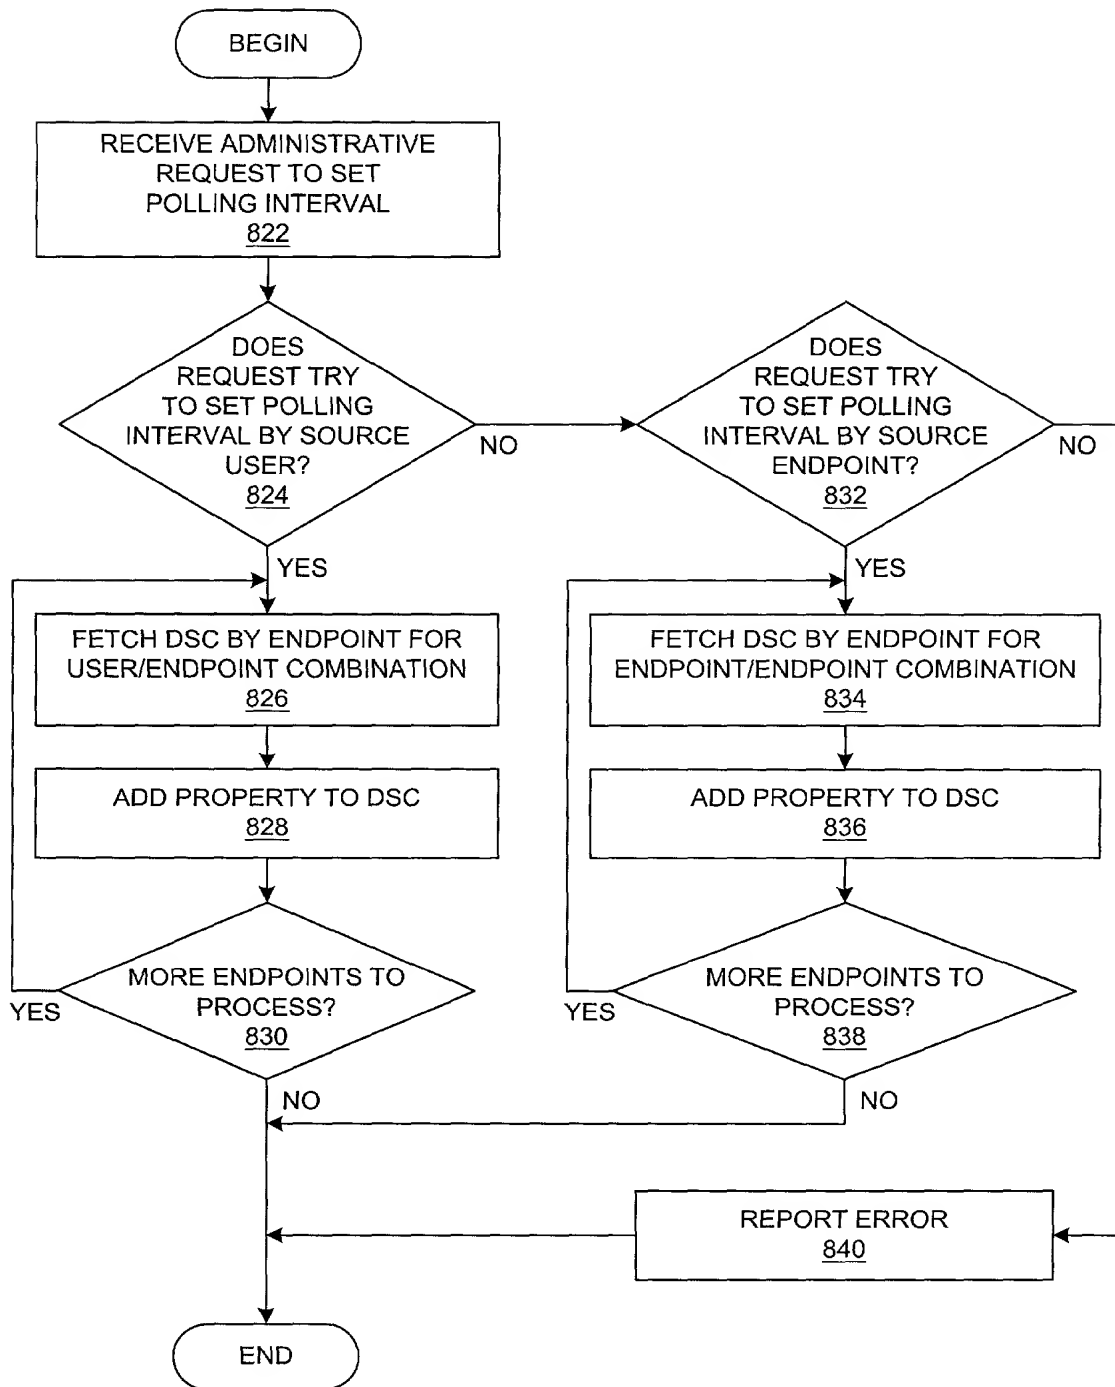 BEGIN
RECEIVE ADMINISTRATIVE
REQUEST TO SET
POLLING INTERVAL
822
DOES
REQUEST TRY
TO SET POLLING
INTERVAL BY SOURCE
USER?
824
NO
DOES
REQUEST TRY
TO SET POLLING
INTERVAL BY SOURCE
ENDPOINT?
832
NO
YES
FETCH DSC BY ENDPOINT FOR
USER/ENDPOINT COMBINATION
826
ADD PROPERTY TO DSC
828
MORE ENDPOINTS TO
PROCESS?
830
YES
NO
YES
FETCH DSC BY ENDPOINT FOR
ENDPOINT/ENDPOINT COMBINATION
834
ADD PROPERTY TO DSC
836
MORE ENDPOINTS TO
PROCESS?
838
YES
NO
REPORT ERROR
840
END